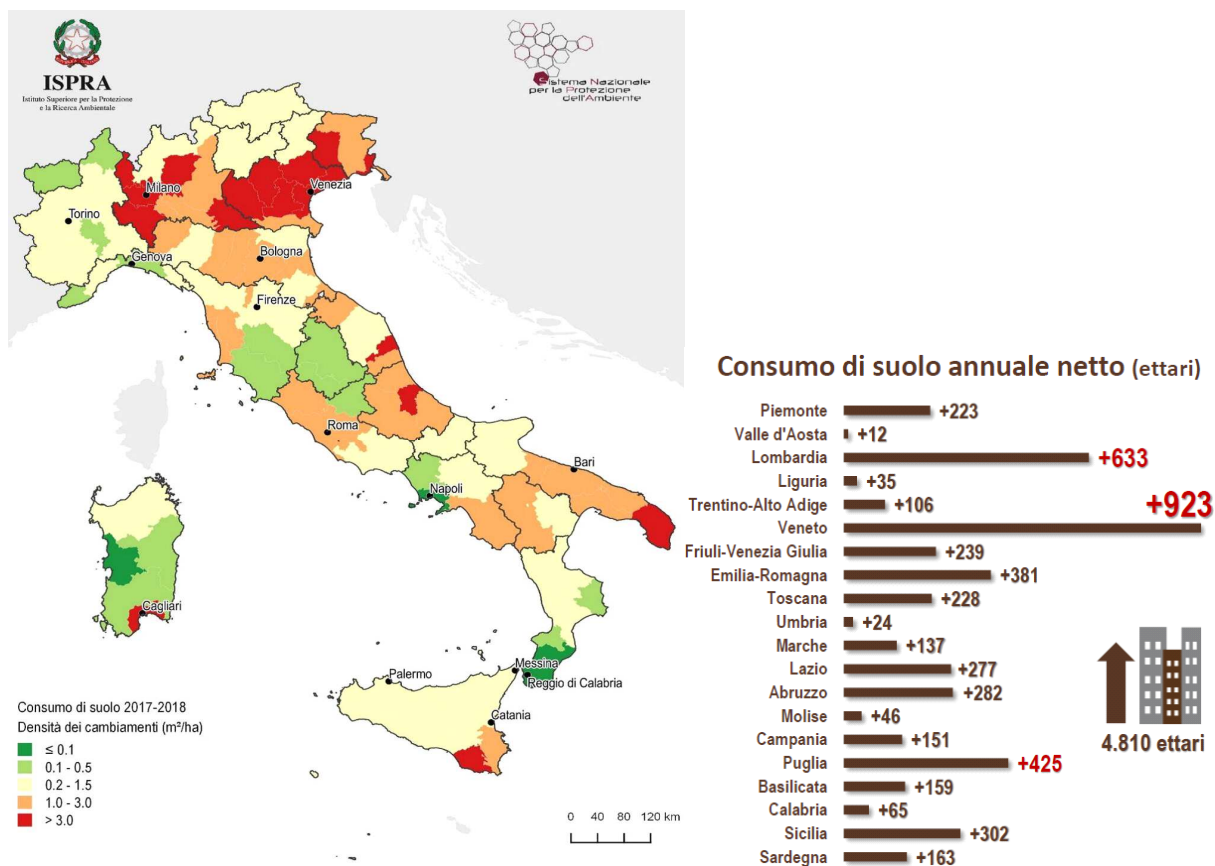 ISPRA
Istituto Superiore per la Protezione
e la Ricerca Ambientale
Sistema Nazionale
per la Protezione
dell'Ambiente
Milano
Venezia
Torino
Genova
Bologna
Firenze
Roma
Bari
Napoli
Cagliari
Messina
Palermo
Reggio di Calabria
Catania
Consumo di suolo 2017-2018
Densità dei cambiamenti (m²/ha)
≤ 0.1
0.1 - 0.5
0.2 - 1.5
1.0 - 3.0
> 3.0
0 40 80 120 km
Consumo di suolo annuale netto (ettari)
Piemonte +223
Valle d'Aosta +12
Lombardia +633
Liguria +35
Trentino-Alto Adige +106
Veneto +923
Friuli-Venezia Giulia +239
Emilia-Romagna +381
Toscana +228
Umbria +24
Marche +137
Lazio +277
Abruzzo +282
Molise +46
Campania +151
Puglia +425
Basilicata +159
Calabria +65
Sicilia +302
Sardegna +163
4.810 ettari